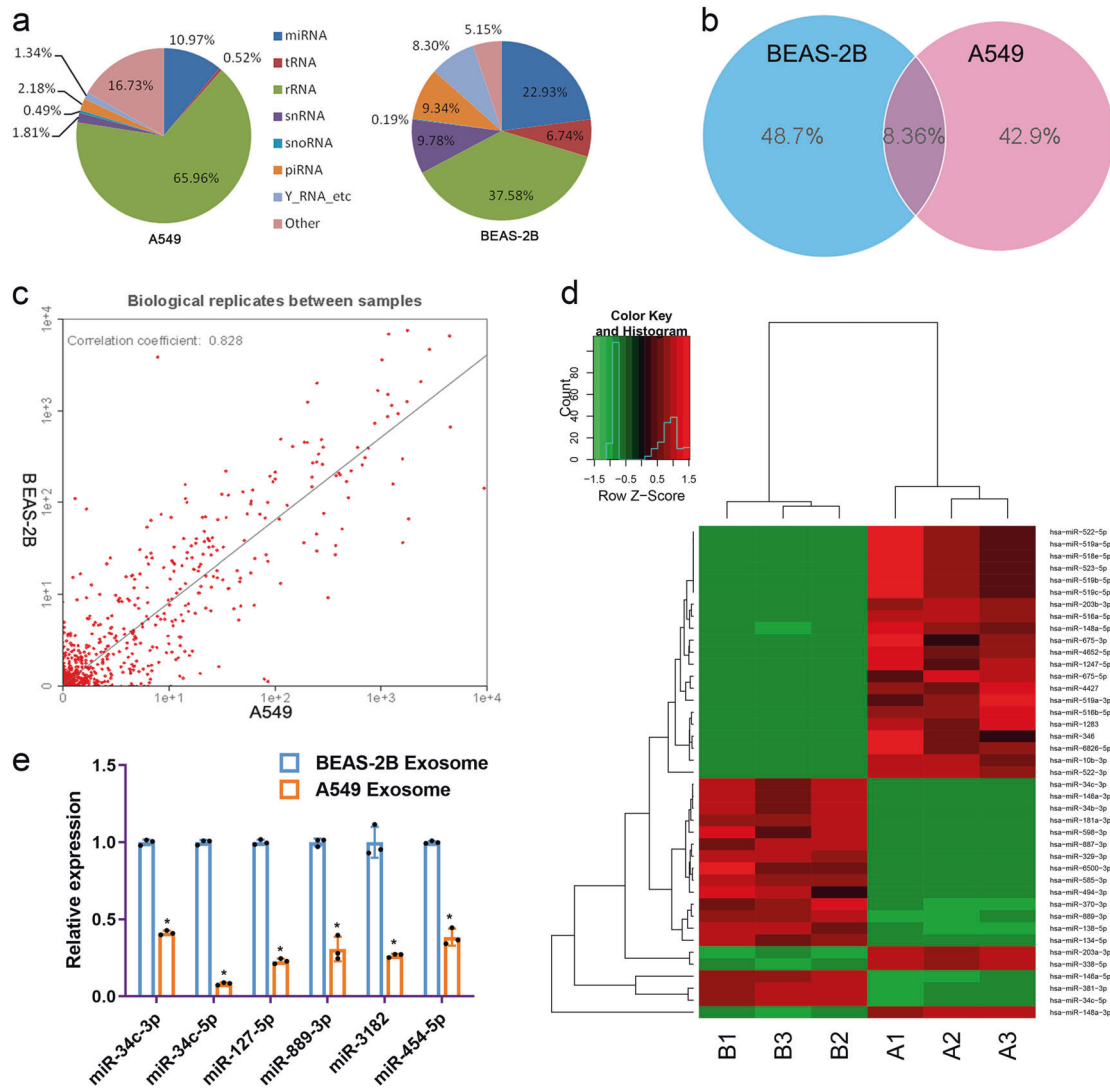 a
1.34%
10.97%
0.52%
2.18%
16.73%
0.49%
1.81%
65.96%
A549
miRNA
tRNA
rRNA
snRNA
snoRNA
piRNA
Y_RNA_etc
Other
5.15%
8.30%
22.93%
9.34%
0.19%
9.78%
6.74%
37.58%
BEAS-2B
b
BEAS-2B
A549
48.7%
8.36%
42.9%
c
Biological replicates between samples
Correlation coefficient: 0.828
1e+4
1e+3
1e+2
1e+1
0
BEAS-2B
0
1e+1
1e+2
1e+3
1e+4
A549
d
Color Key
and Histogram
Count
0 20 40 60 80
−1.5 −0.5 0.5 1.5
Row Z-Score
hsa-miR-522-5p
hsa-miR-519a-5p
hsa-miR-518e-5p
hsa-miR-523-5p
hsa-miR-519b-5p
hsa-miR-519c-5p
hsa-miR-203b-3p
hsa-miR-516a-5p
hsa-miR-148a-5p
hsa-miR-675-3p
hsa-miR-4652-5p
hsa-miR-1247-5p
hsa-miR-675-5p
hsa-miR-4427
hsa-miR-519a-3p
hsa-miR-516b-5p
hsa-miR-1283
hsa-miR-346
hsa-miR-6826-5p
hsa-miR-10b-3p
hsa-miR-522-3p
hsa-miR-34c-3p
hsa-miR-146a-3p
hsa-miR-34b-3p
hsa-miR-181a-3p
hsa-miR-598-3p
hsa-miR-887-3p
hsa-miR-329-3p
hsa-miR-6500-3p
hsa-miR-585-3p
hsa-miR-494-3p
hsa-miR-370-3p
hsa-miR-889-3p
hsa-miR-138-5p
hsa-miR-134-5p
hsa-miR-203a-3p
hsa-miR-338-5p
hsa-miR-146a-5p
hsa-miR-381-3p
hsa-miR-34c-5p
hsa-miR-148a-3p
B1 B3 B2 A1 A2 A3
e
BEAS-2B Exosome
A549 Exosome
Relative expression
1.5
1.0
0.5
0.0
* * * * * *
miR-34c-3p
miR-34c-5p
miR-127-5p
miR-889-3p
miR-3182
miR-454-5p